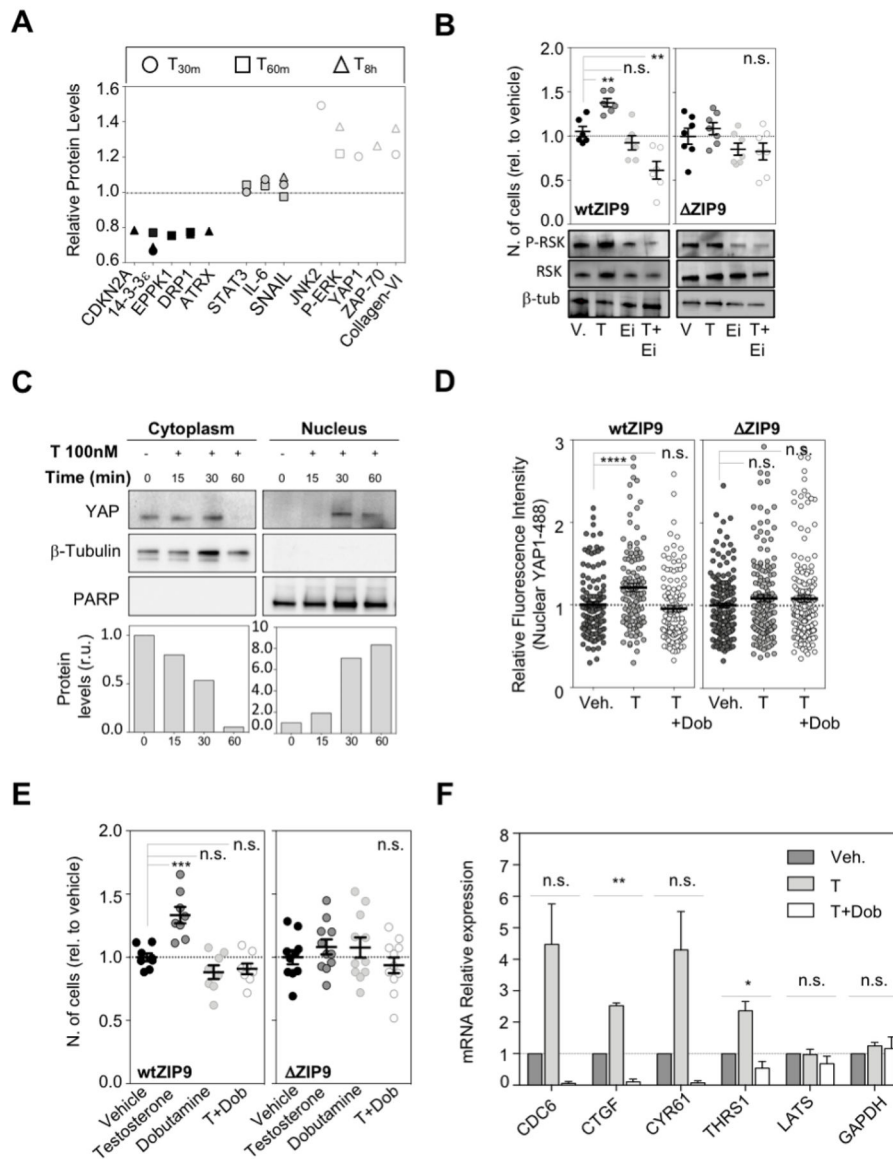 A
T30m T60m T8h
Relative Protein Levels
1.6
1.4
1.2
1.0
0.8
0.6
CDKN2A
14-3-3ε
EPPK1
DRP1
ATRX
STAT3
IL-6
SNAIL
JNK2
P-ERK
YAP1
ZAP-70
Collagen-VI
B
N. of cells (rel. to vehicle)
2.0
1.5
1.0
0.5
0.0
**
n.s.
**
wtZIP9
n.s.
ΔZIP9
P-RSK
RSK
β-tub
V. T Ei T+ Ei
V T Ei T+ Ei
C
Cytoplasm Nucleus
T 100nM - + + + - + + +
Time (min) 0 15 30 60 0 15 30 60
YAP
β-Tubulin
PARP
Protein levels (r.u.)
1.0
0.5
0.0
0 15 30 60
10
8.0
6.0
4.0
2.0
0
0 15 30 60
D
wtZIP9 ΔZIP9
Relative Fluorescence Intensity
(Nuclear YAP1-488)
3
2
1
0
n.s.
****
n.s.
n.s.
Veh. T T +Dob
Veh. T T +Dob
E
N. of cells (rel. to vehicle)
2.0
1.5
1.0
0.5
0.0
n.s.
n.s.
***
wtZIP9
n.s.
ΔZIP9
Vehicle
Testosterone
Dobutamine
T+Dob
Vehicle
Testosterone
Dobutamine
T+Dob
F
mRNA Relative expression
8
6
5
4
3
2
1
0
Veh.
T
T+Dob
n.s.
**
n.s.
*
n.s.
n.s.
CDC6
CTGF
CYR61
THRS1
LATS
GAPDH